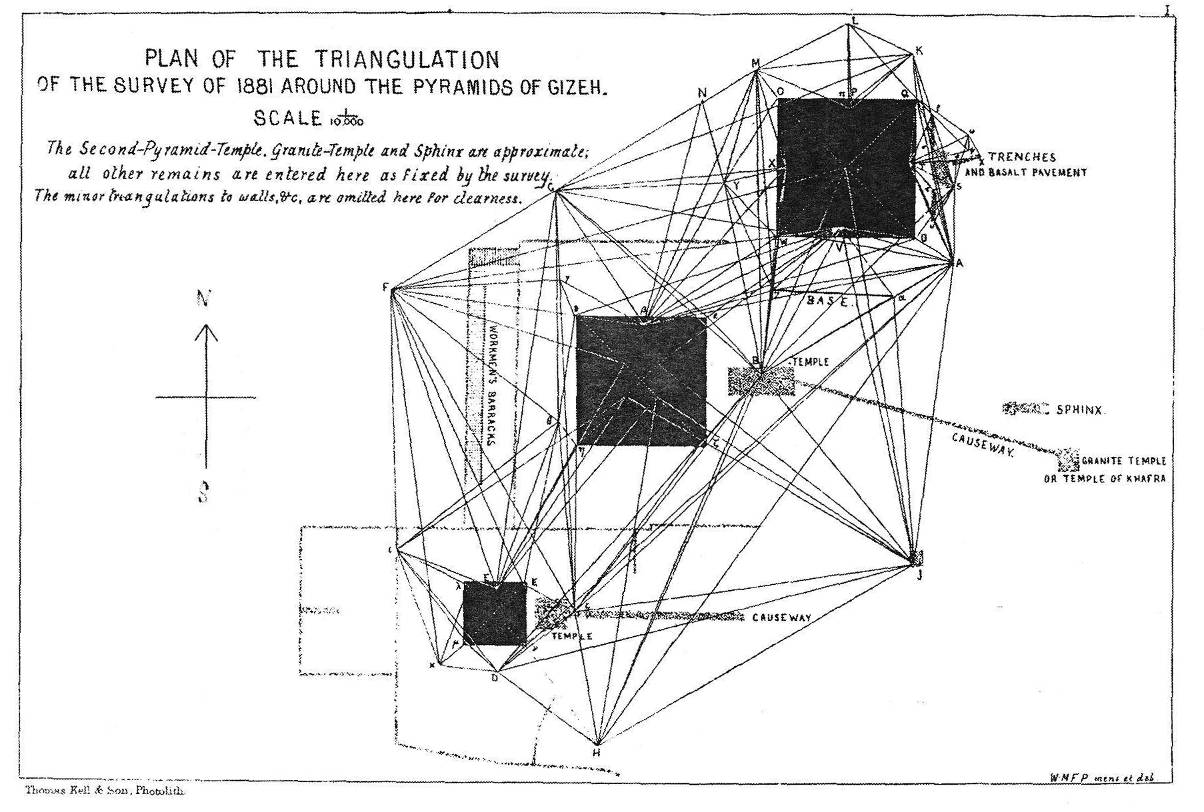 I.
PLAN OF THE TRIANGULATION
OF THE SURVEY OF 1881 AROUND THE PYRAMIDS OF GIZEH.
SCALE 1/10,000
The Second-Pyramid-Temple, Granite-Temple and Sphinx are approximate;
all other remains are entered here as fixed by the survey.
The minor triangulations to walls, &c, are omitted here for clearness.
L
K
M
N
O
P
Q
TRENCHES
AND BASALT PAVEMENT
X
Y
S
G
W
V
A
F
N
BASE
α
WORKMEN'S BARRACKS
B
TEMPLE
SPHINX.
CAUSEWAY.
GRANITE TEMPLE
OR TEMPLE OF KHAFRA
S
η
J
λ
E
CAUSEWAY
TEMPLE
μ
D
H
WMFP mens et deb
Thomas Kell & Son, Photolith.